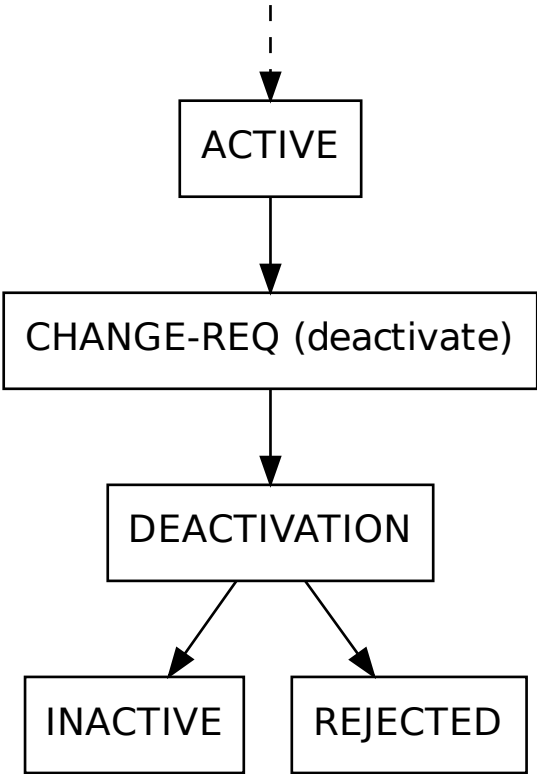 ACTIVE
CHANGE-REQ (deactivate)
DEACTIVATION
INACTIVE
REJECTED